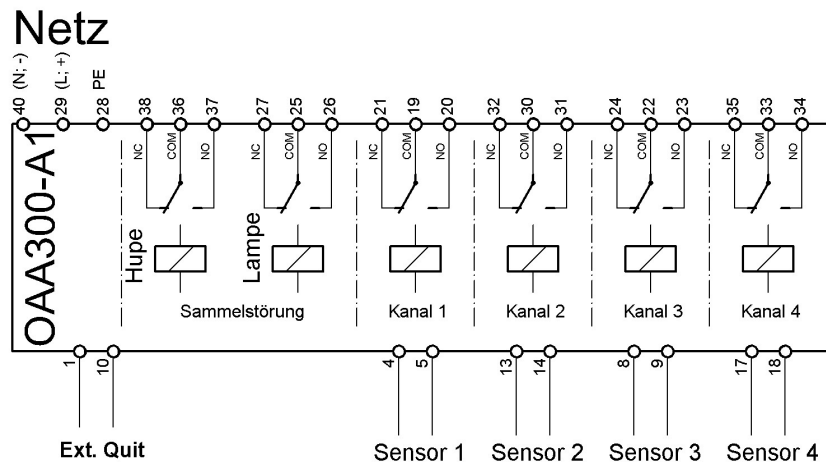 Netz
40 (N; -)
29 (L; +)
28 PE
38
36
37
27
25
26
21
19
20
32
30
31
24
22
23
35
33
34
NC COM NO
NC COM NO
NC COM NO
NC COM NO
NC COM NO
NC COM NO
OAA300-A1
Hupe
Lampe
Sammelstörung
Kanal 1
Kanal 2
Kanal 3
Kanal 4
1
10
4
5
13
14
8
9
17
18
Ext. Quit
Sensor 1
Sensor 2
Sensor 3
Sensor 4